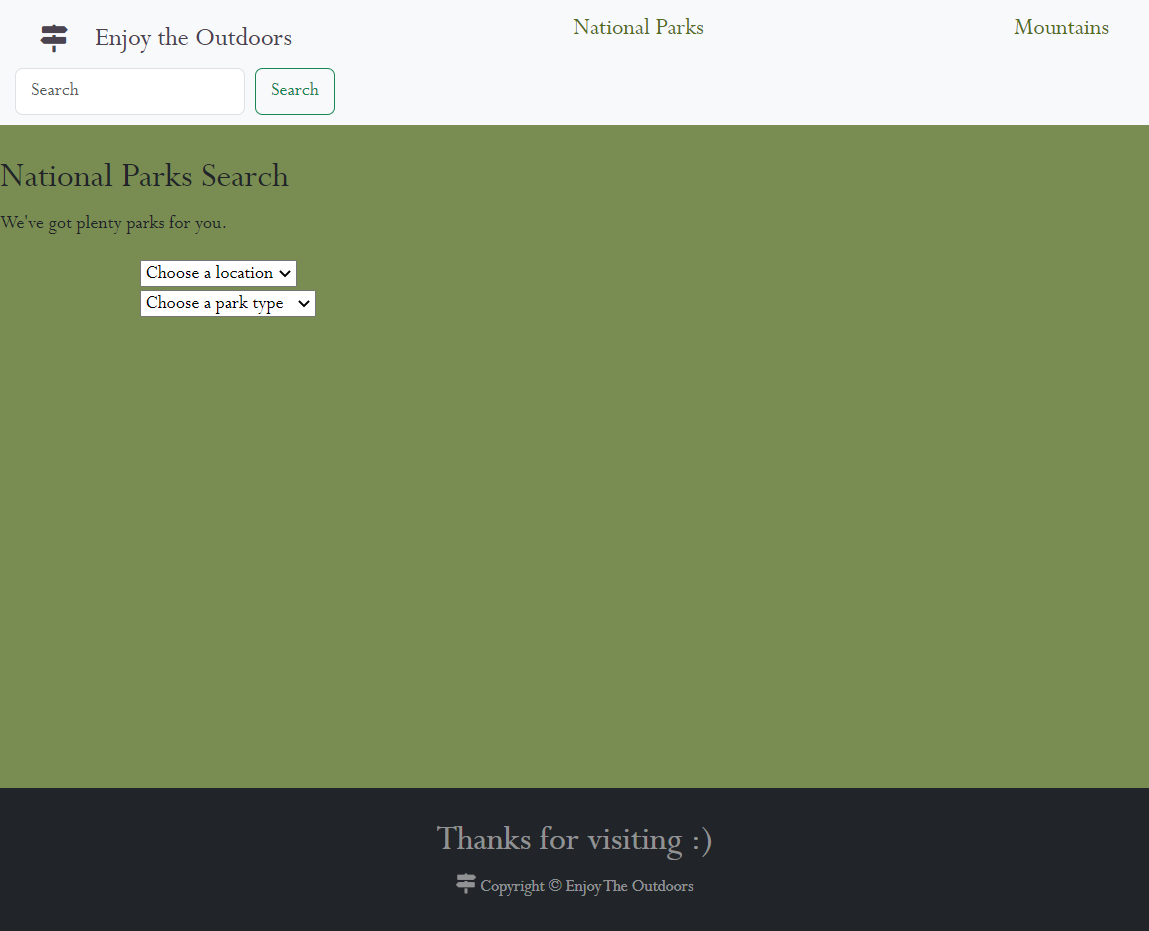 Enjoy the Outdoors
National Parks
Mountains
Search
Search
National Parks Search
We've got plenty parks for you.
Choose a location
Choose a park type
Thanks for visiting :)
Copyright © EnjoyThe Outdoors